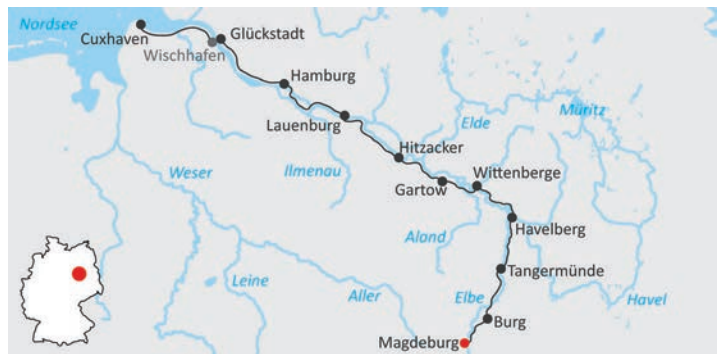 Nordsee
Cuxhaven
Glückstadt
Wischhafen
Hamburg
Lauenburg
Müritz
Elde
Hitzacker
Weser
Ilmenau
Wittenberge
Gartow
Havelberg
Aland
Tangermünde
Leine
Aller
Elbe
Havel
Burg
Magdeburg